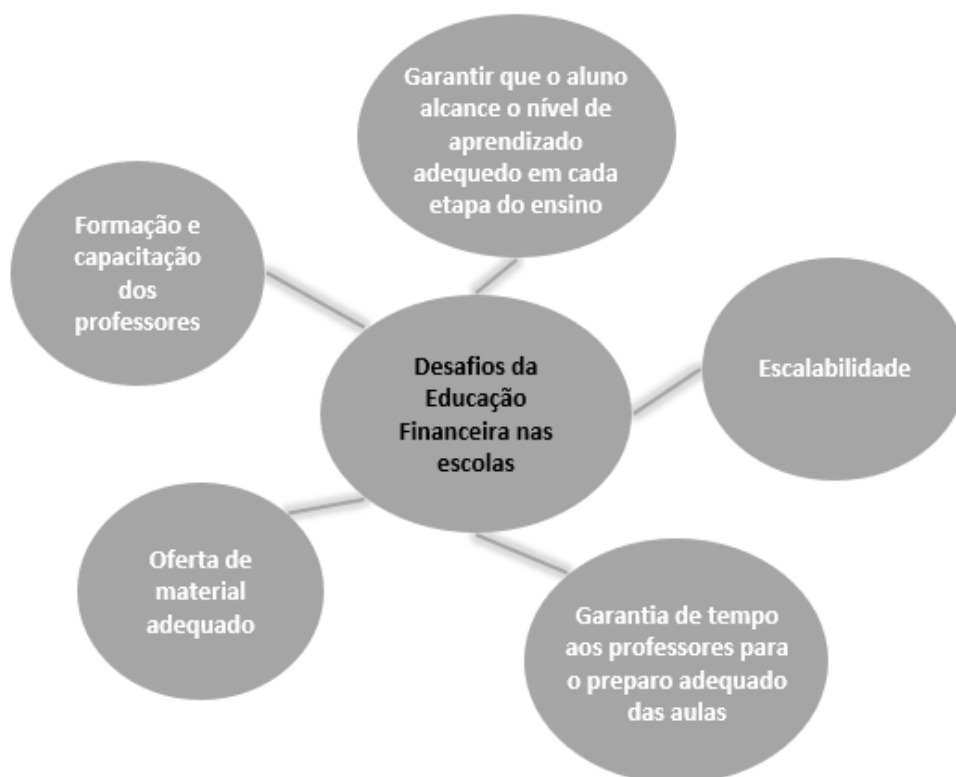 Garantir que o aluno
alcance o nível de
aprendizado
adequedo em cada
etapa do ensino
Formação e
capacitação
dos
professores
Desafios da
Educação
Financeira nas
escolas
Escalabilidade
Oferta de
material
adequado
Garantia de tempo
aos professores para
o preparo adequado
das aulas